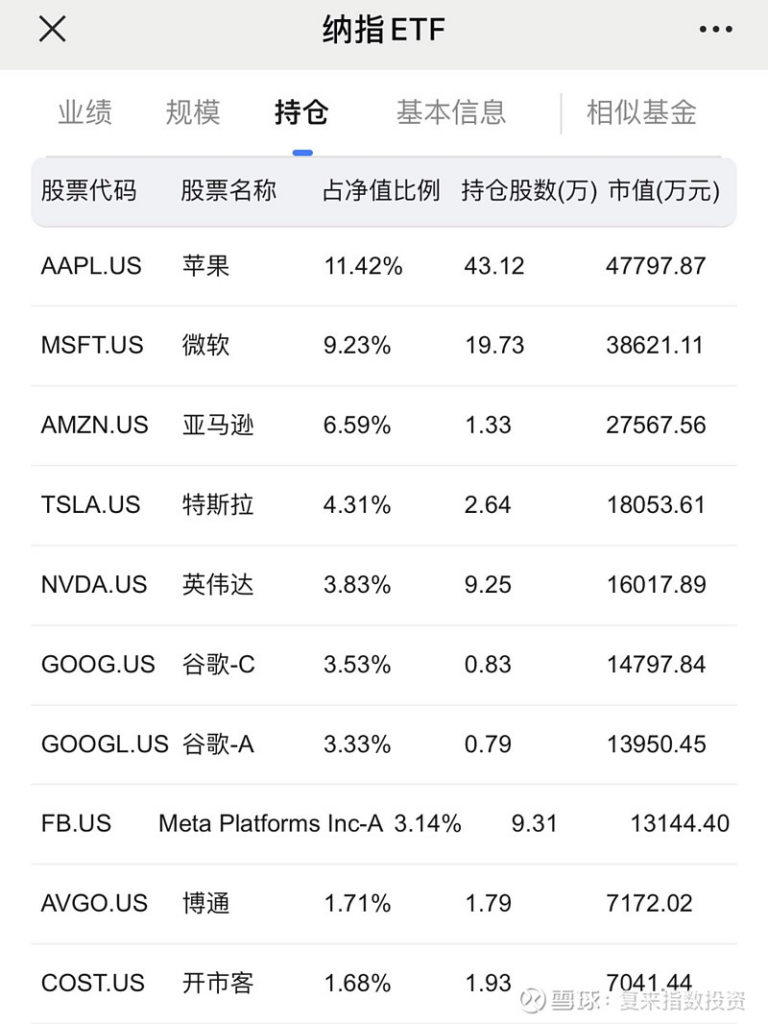 纳指ETF
业绩 规模 持仓 基本信息 相似基金
股票代码 股票名称 占净值比例 持仓股数(万) 市值(万元)
AAPL.US 苹果 11.42% 43.12 47797.87
MSFT.US 微软 9.23% 19.73 38621.11
AMZN.US 亚马逊 6.59% 1.33 27567.56
TSLA.US 特斯拉 4.31% 2.64 18053.61
NVDA.US 英伟达 3.83% 9.25 16017.89
GOOG.US 谷歌-C 3.53% 0.83 14797.84
GOOGL.US 谷歌-A 3.33% 0.79 13950.45
FB.US Meta Platforms Inc-A 3.14% 9.31 13144.40
AVGO.US 博通 1.71% 1.79 7172.02
COST.US 开市客 1.68% 1.93 7041.44
雪球:复来指数投资